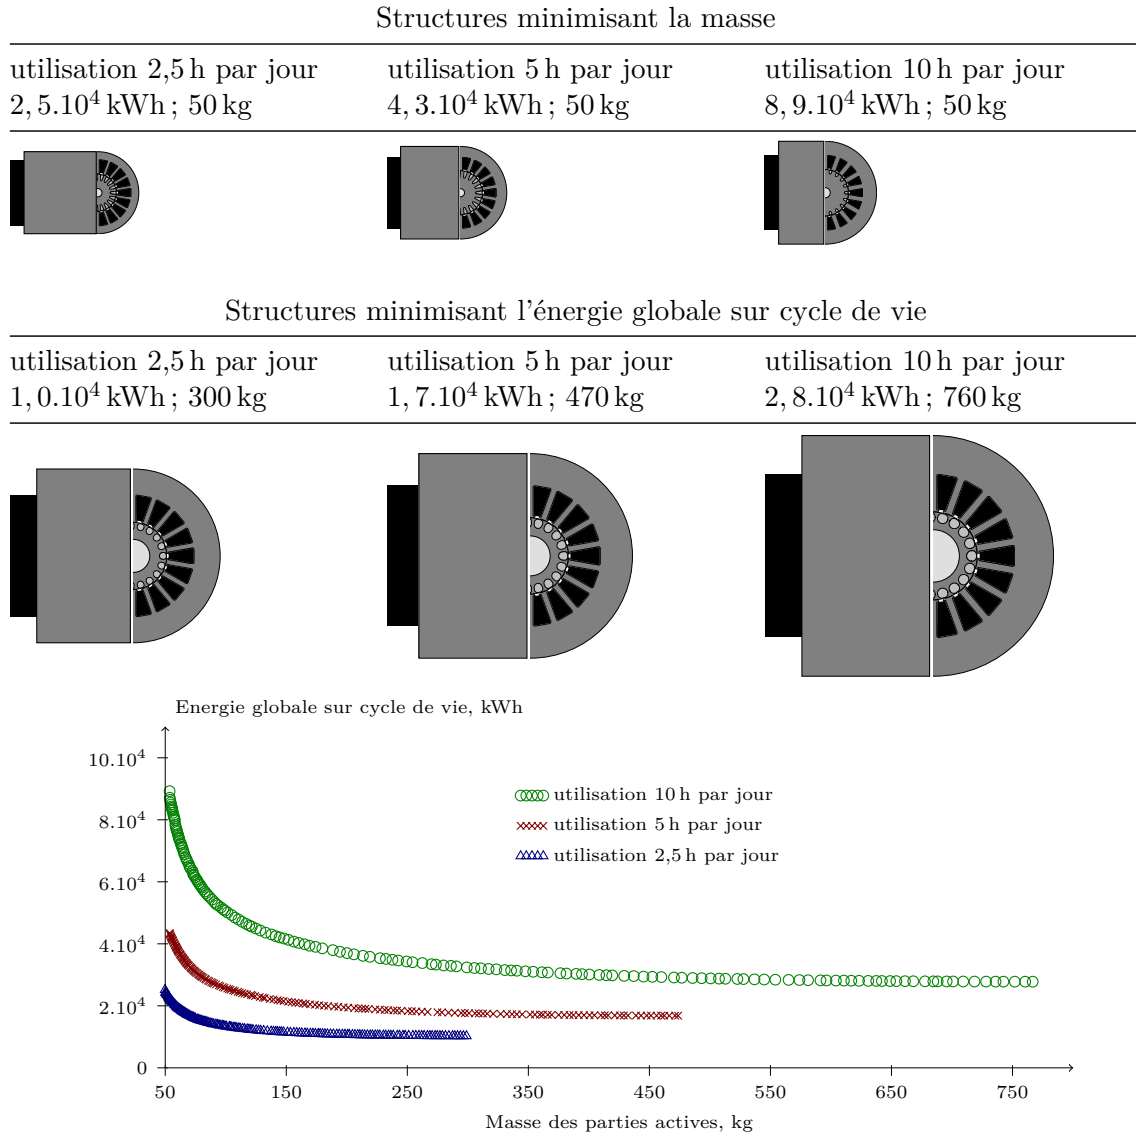 Structures minimisant la masse
utilisation 2,5 h par jour utilisation 5 h par jour utilisation 10 h par jour
2, 5.10⁴ kWh ; 50 kg 4, 3.10⁴ kWh ; 50 kg 8, 9.10⁴ kWh ; 50 kg
Structures minimisant l'énergie globale sur cycle de vie
utilisation 2,5 h par jour utilisation 5 h par jour utilisation 10 h par jour
1, 0.10⁴ kWh ; 300 kg 1, 7.10⁴ kWh ; 470 kg 2, 8.10⁴ kWh ; 760 kg
Energie globale sur cycle de vie, kWh
10.10⁴
8.10⁴
6.10⁴
4.10⁴
2.10⁴
0
utilisation 10 h par jour
utilisation 5 h par jour
utilisation 2,5 h par jour
50 150 250 350 450 550 650 750
Masse des parties actives, kg